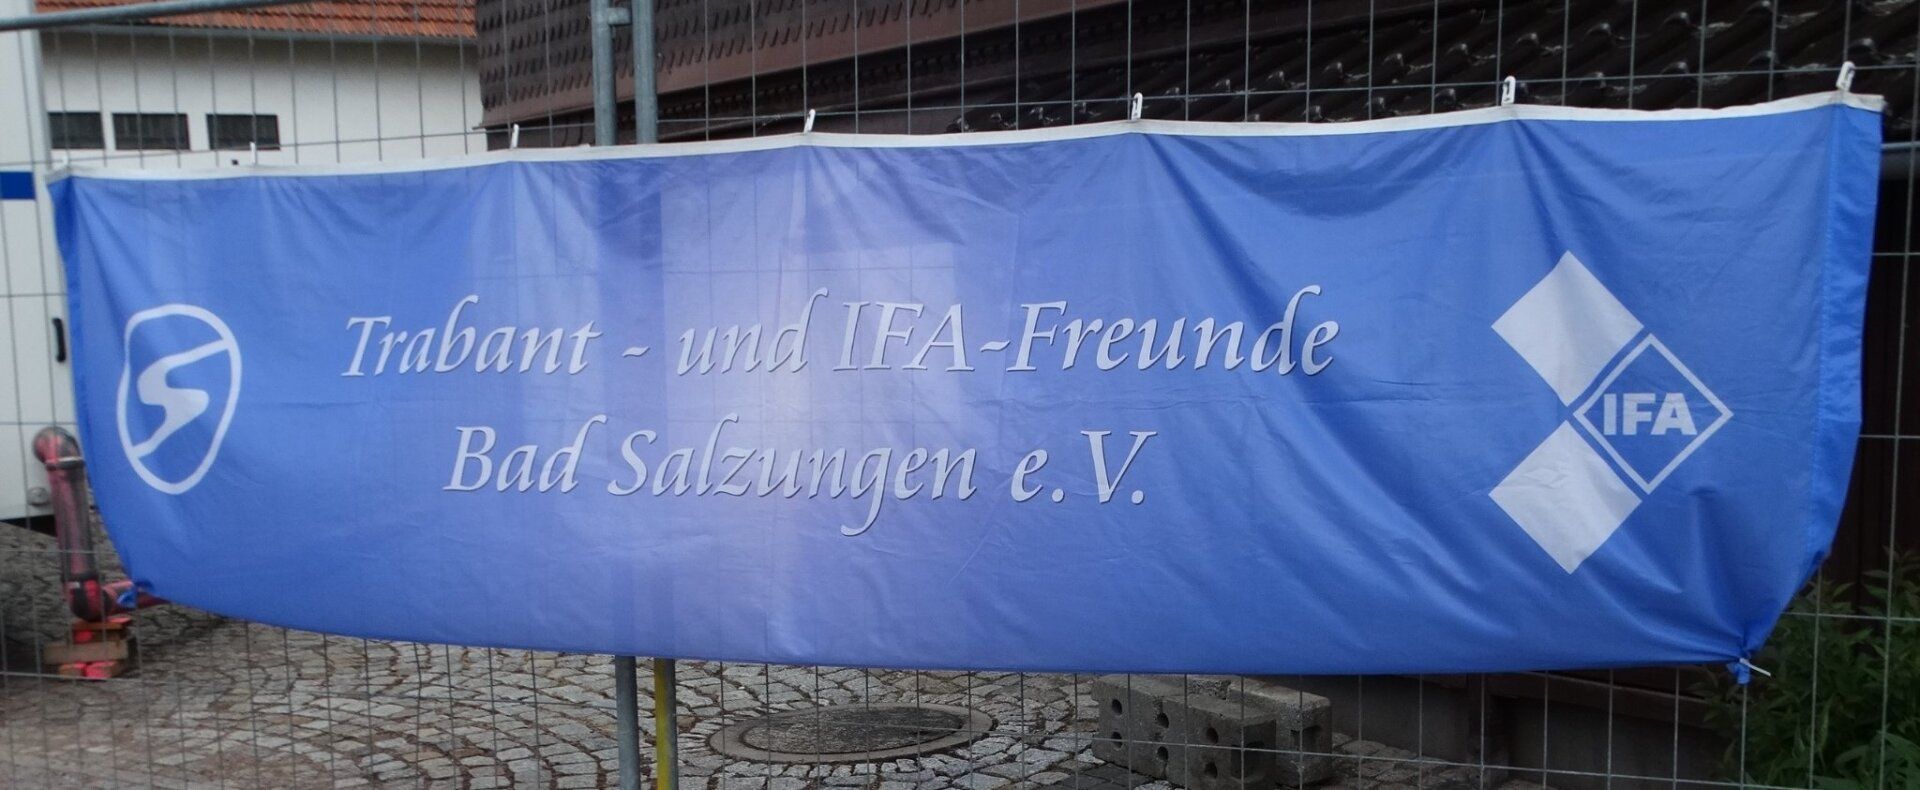 Trabant - und IFA-Freunde
Bad Salzungen e.V.
S
IFA